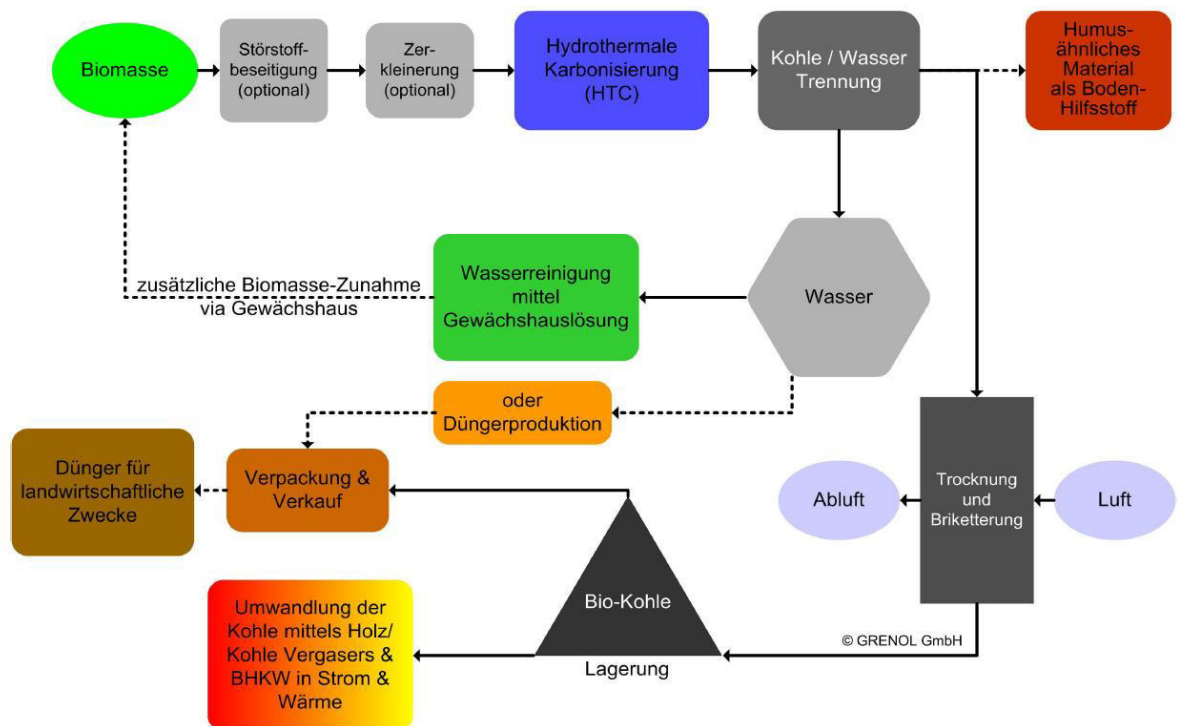 Biomasse
Störstoff-
beseitigung
(optional)
Zer-
kleinerung
(optional)
Hydrothermale
Karbonisierung
(HTC)
Kohle / Wasser
Trennung
Humus-
ähnliches
Material
als Boden-
Hilfsstoff
zusätzliche Biomasse-Zunahme
via Gewächshaus
Wasserreinigung
mittel
Gewächshauslösung
Wasser
oder
Düngerproduktion
Dünger für
landwirtschaftliche
Zwecke
Verpackung &
Verkauf
Abluft
Trocknung
und
Briketterung
Luft
Bio-Kohle
Lagerung
Umwandlung der
Kohle mittels Holz/
Kohle Vergasers &
BHKW in Strom &
Wärme
© GRENOL GmbH